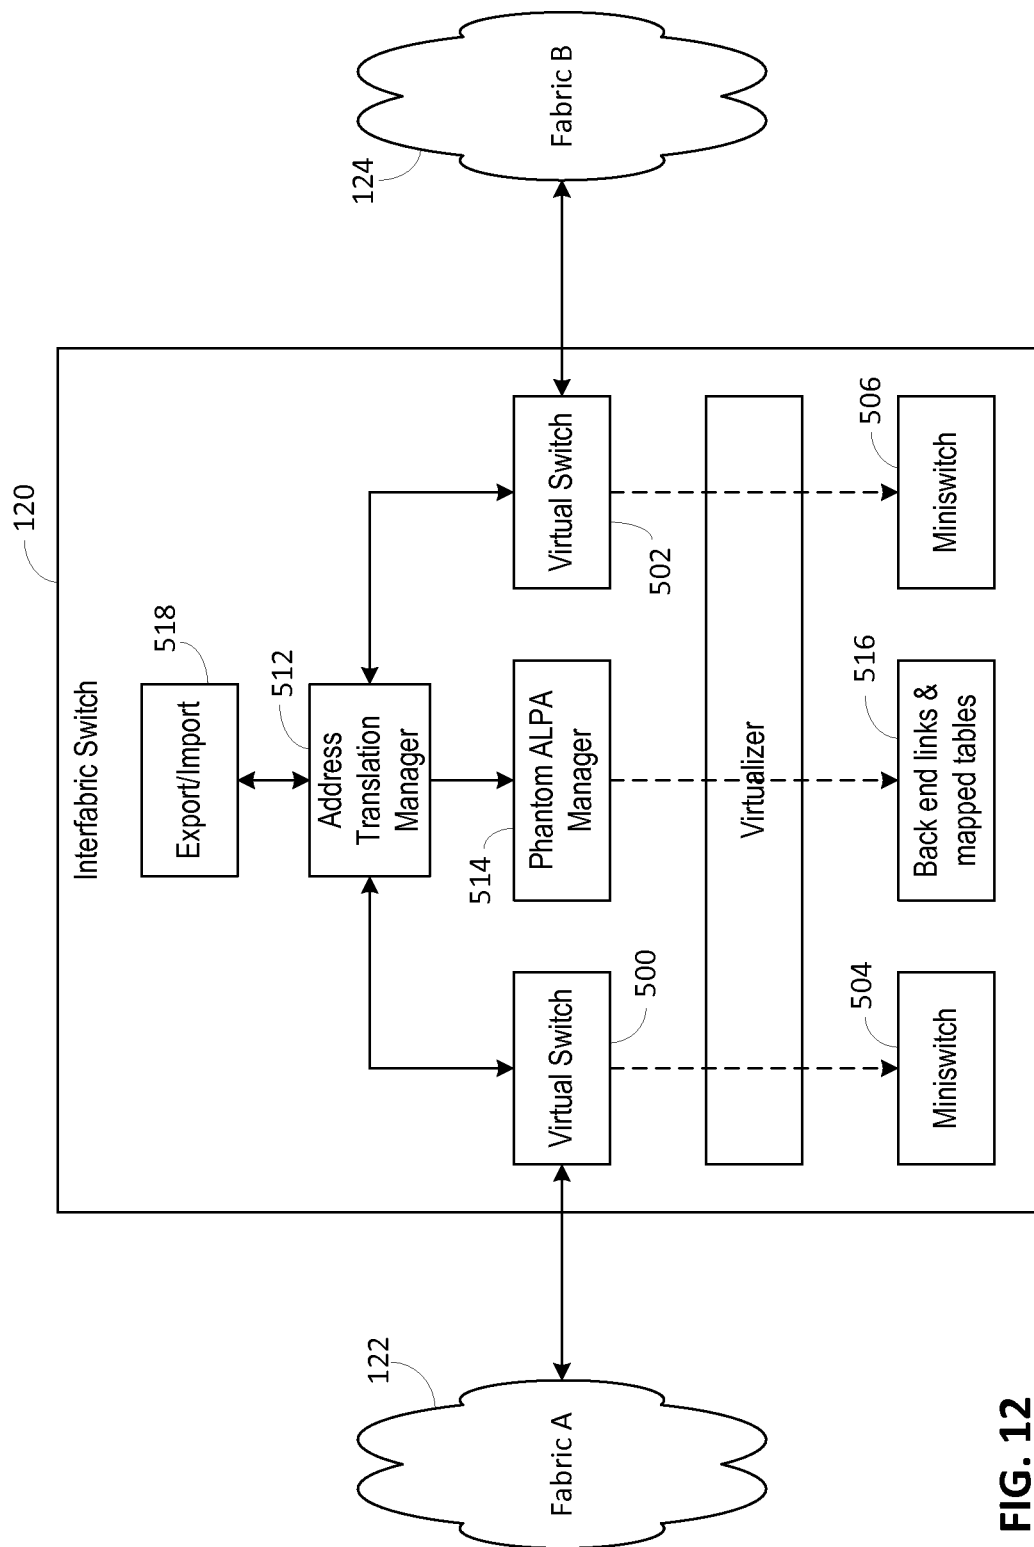 120
Interfabric Switch
518
Export/Import
512
Address
Translation
Manager
122
124
Fabric A
Virtual Switch
500
514
Phantom ALPA
Manager
Virtual Switch
502
Fabric B
Virtualizer
504
Miniswitch
516
Back end links &
mapped tables
506
Miniswitch
FIG. 12